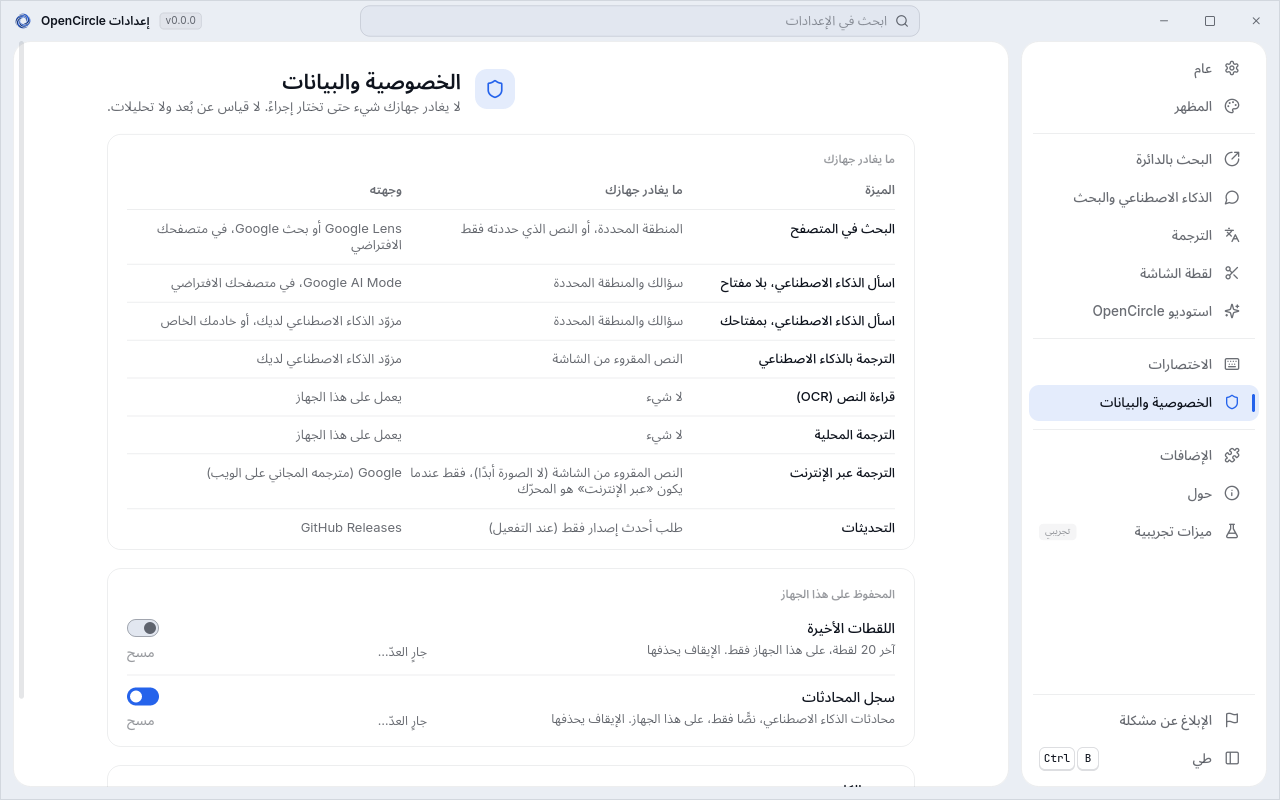 إعدادات OpenCircle
v0.0.0
ابحث في الإعدادات
عام
المظهر
البحث بالدائرة
الذكاء الاصطناعي والبحث
الترجمة
لقطة الشاشة
استوديو OpenCircle
الاختصارات
الخصوصية والبيانات
الإضافات
حول
ميزات تجريبية
تجريبي
الإبلاغ عن مشكلة
طي
Ctrl B
الخصوصية والبيانات
لا يغادر جهازك شيء حتى تختار إجراءً. لا قياس عن بُعد ولا تحليلات.
ما يغادر جهازك
الميزة ما يغادر جهازك وجهته
البحث في المتصفح المنطقة المحددة، أو النص الذي حددته فقط Google Lens أو بحث Google، في متصفحك
الافتراضي
اسأل الذكاء الاصطناعي، بلا مفتاح سؤالك والمنطقة المحددة Google AI Mode، في متصفحك الافتراضي
اسأل الذكاء الاصطناعي، بمفتاحك سؤالك والمنطقة المحددة مزوّد الذكاء الاصطناعي لديك، أو خادمك الخاص
الترجمة بالذكاء الاصطناعي النص المقروء من الشاشة مزوّد الذكاء الاصطناعي لديك
قراءة النص (OCR) لا شيء يعمل على هذا الجهاز
الترجمة المحلية لا شيء يعمل على هذا الجهاز
الترجمة عبر الإنترنت النص المقروء من الشاشة (لا الصورة أبدًا)، فقط عندما Google (مترجمه المجاني على الويب)
يكون «عبر الإنترنت» هو المحرّك
التحديثات طلب أحدث إصدار فقط (عند التفعيل) GitHub Releases
المحفوظ على هذا الجهاز
اللقطات الأخيرة
آخر 20 لقطة، على هذا الجهاز فقط. الإيقاف يحذفها جارٍ العدّ... مسح
سجل المحادثات
محادثات الذكاء الاصطناعي، نصًّا فقط، على هذا الجهاز. الإيقاف يحذفها جارٍ العدّ... مسح